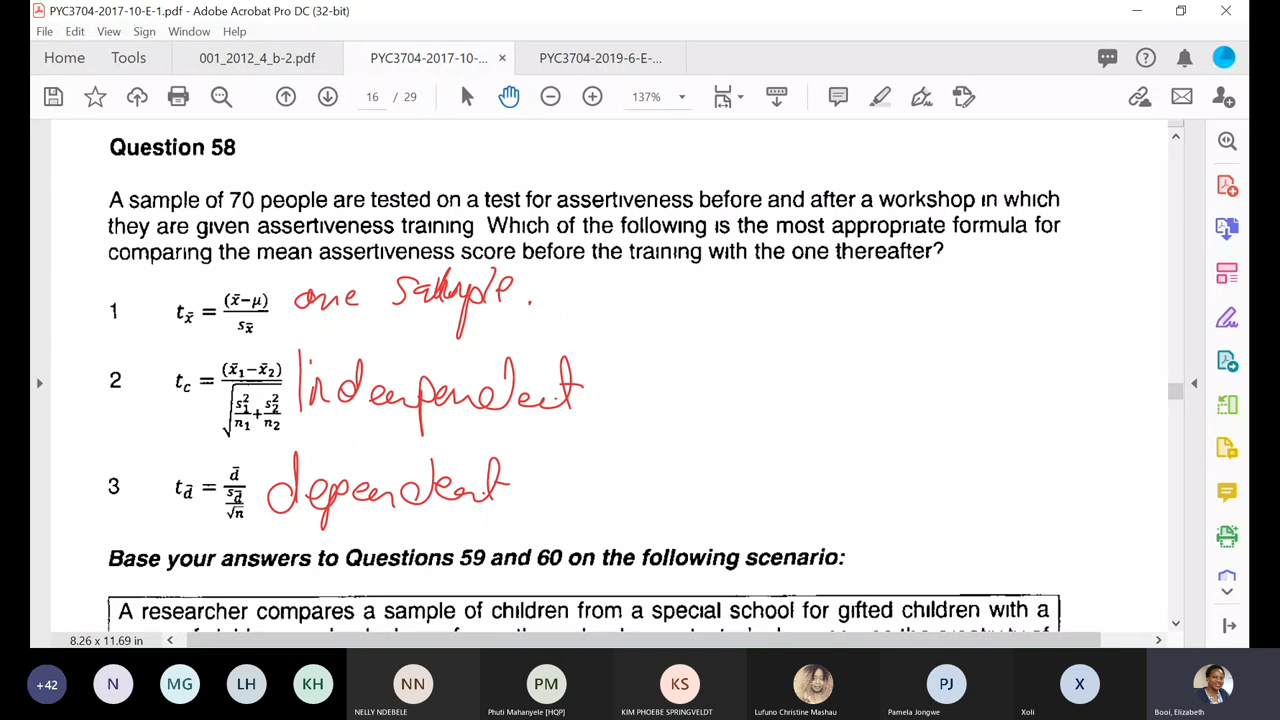 PYC3704-2017-10-E-1.pdf - Adobe Acrobat Pro DC (32-bit)
File Edit View Sign Window Help
Home Tools 001_2012_4_b-2.pdf PYC3704-2017-10-... × PYC3704-2019-6-E-...
16 / 29 137%
Question 58
A sample of 70 people are tested on a test for assertiveness before and after a workshop in which
they are given assertiveness training Which of the following is the most appropriate formula for
comparing the mean assertiveness score before the training with the one thereafter?
1 t_x̄ = (x̄−μ)/s_x̄ one sample.
2 t_c = (x̄₁−x̄₂)/√(s₁²/n₁+s₂²/n₂) Independent
3 t_d̄ = d̄/(s_d̄/√n) dependent
Base your answers to Questions 59 and 60 on the following scenario:
A researcher compares a sample of children from a special school for gifted children with a
8.26 x 11.69 in
+42 N MG LH KH NN PM KS PJ X
NELLY NDEBELE Phuti Mahanyele [HQP] KIM PHOEBE SPRINGVELDT Lufuno Christine Mashau Pamela Jongwe Xoli Booi, Elizabeth